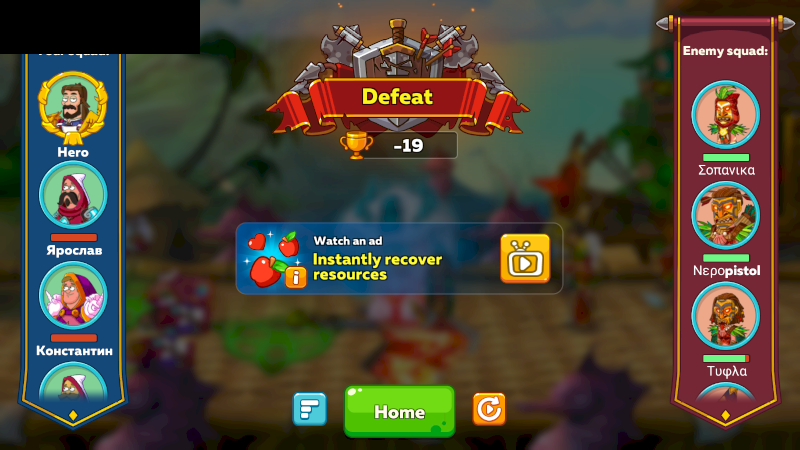 Defeat
-19
Hero
Ярослав
Константин
Enemy squad:
Σοπανικα
Νεροpistol
Τυφλα
Watch an ad
Instantly recover
resources
Home